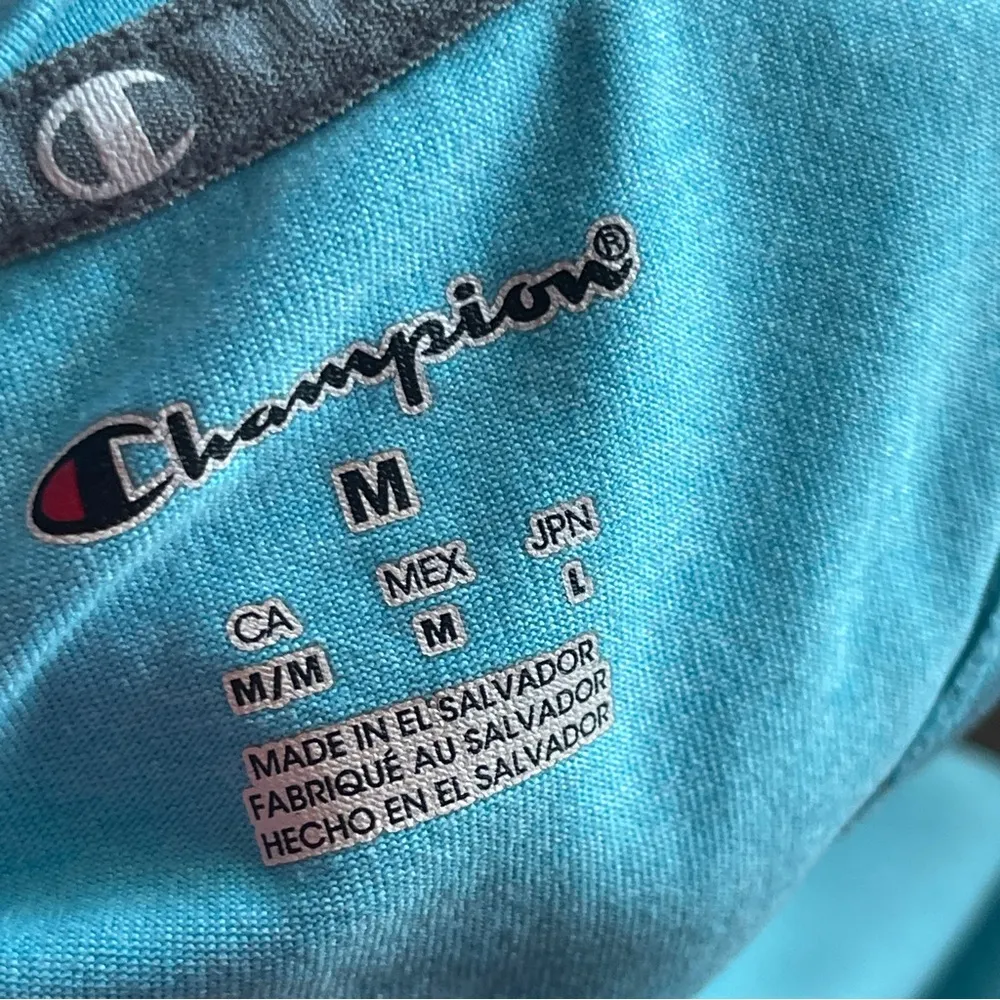 Champion®
M
CA MEX JPN
M/M M L
MADE IN EL SALVADOR
FABRIQUÉ AU SALVADOR
HECHO EN EL SALVADOR